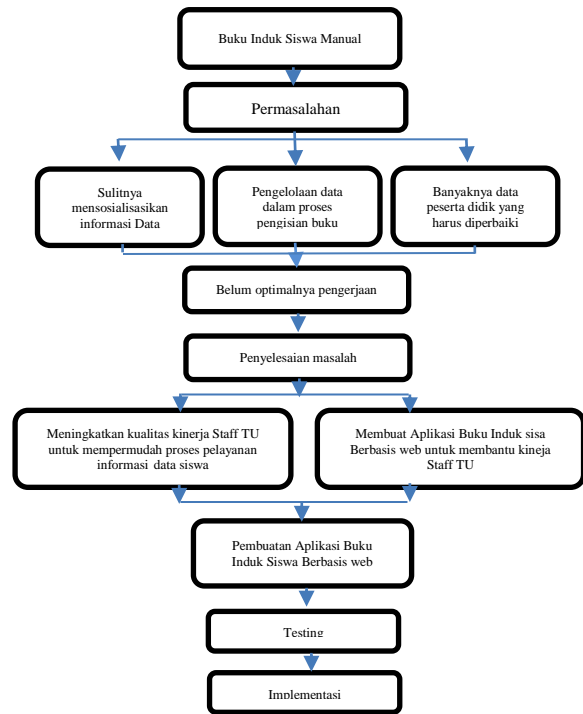 Buku Induk Siswa Manual
Permasalahan
Sulitnya
mensosialisasikan
informasi Data
Pengelolaan data
dalam proses
pengisian buku
Banyaknya data
peserta didik yang
harus diperbaiki
Belum optimalnya pengerjaan
Penyelesaian masalah
Meningkatkan kualitas kinerja Staff TU
untuk mempermudah proses pelayanan
informasi data siswa
Membuat Aplikasi Buku Induk sisa
Berbasis web untuk membantu kineja
Staff TU
Pembuatan Aplikasi Buku
Induk Siswa Berbasis web
Testing
Implementasi